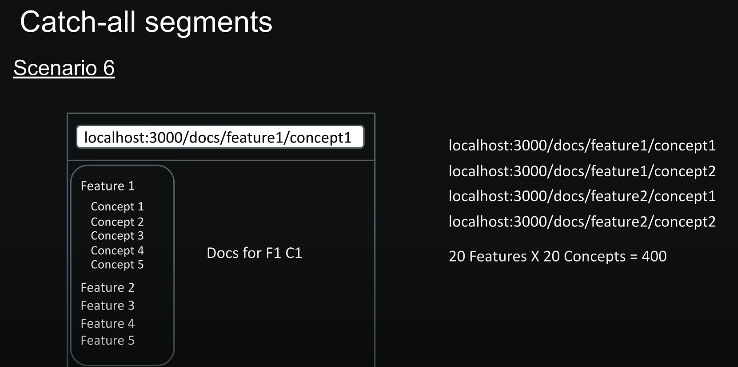 Catch-all segments
Scenario 6
localhost:3000/docs/feature1/concept1
Feature 1
Concept 1
Concept 2
Concept 3
Concept 4
Concept 5
Feature 2
Feature 3
Feature 4
Feature 5
Docs for F1 C1
localhost:3000/docs/feature1/concept1
localhost:3000/docs/feature1/concept2
localhost:3000/docs/feature2/concept1
localhost:3000/docs/feature2/concept2
20 Features X 20 Concepts = 400